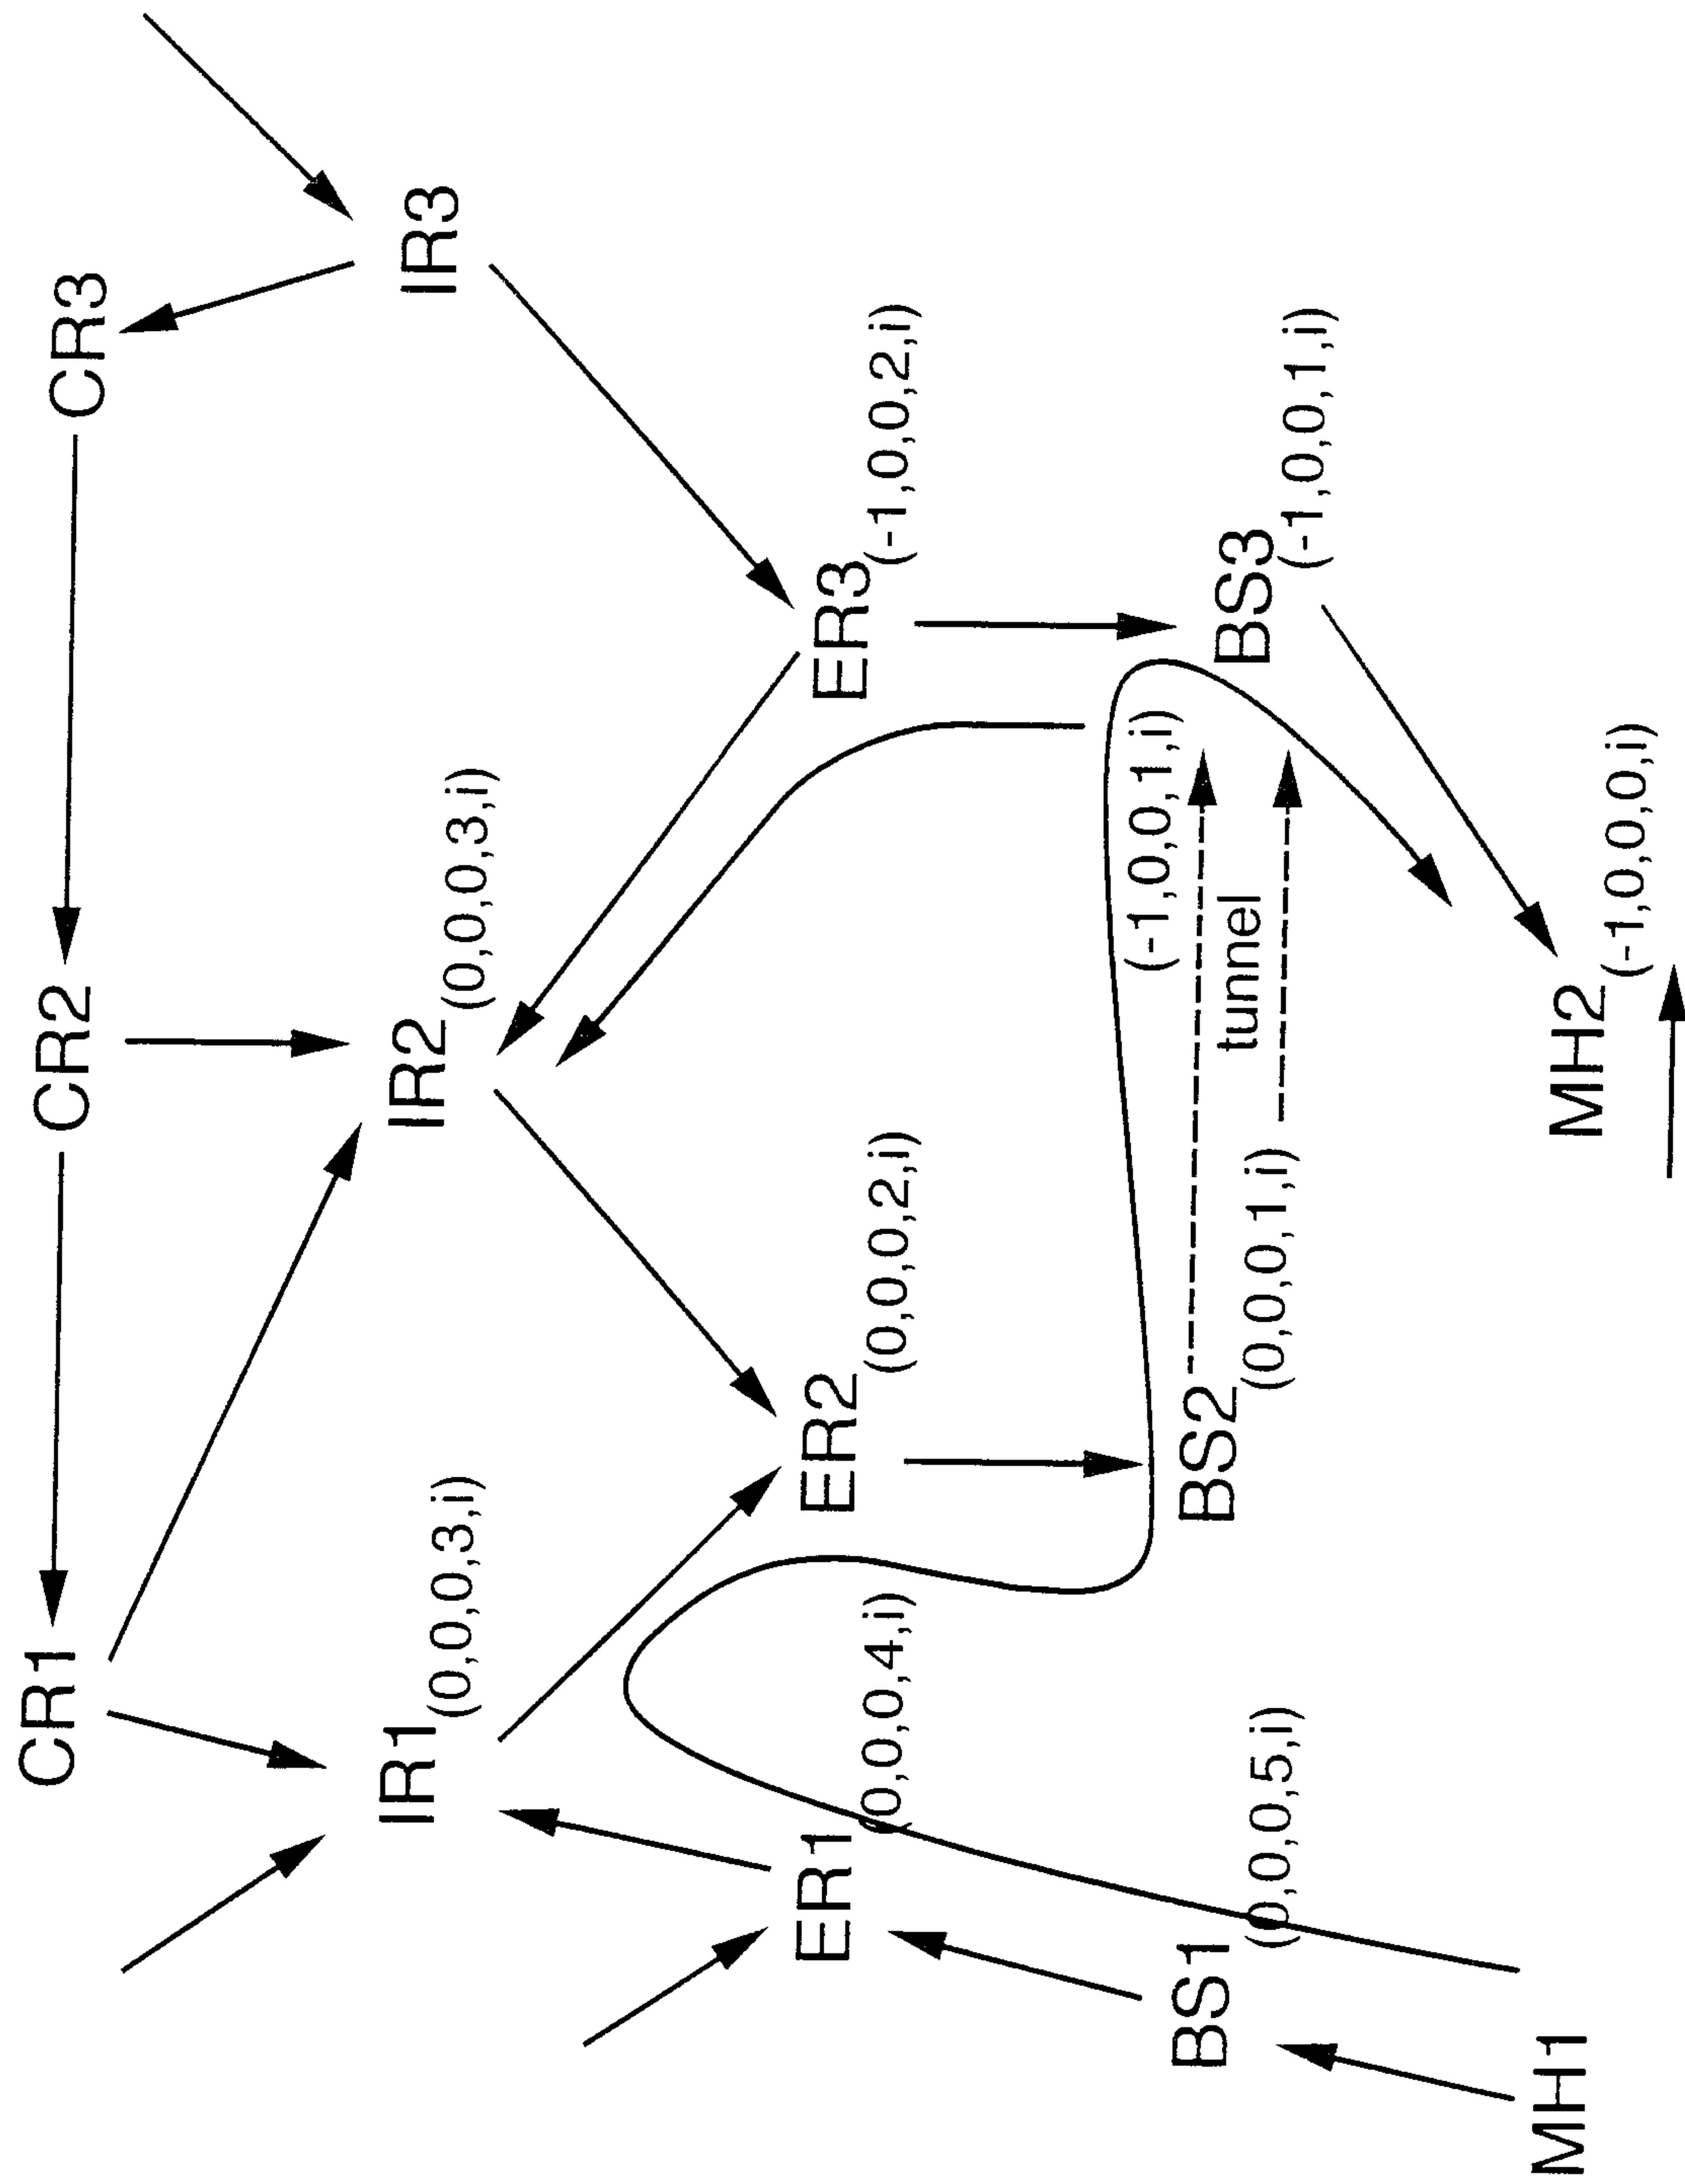 CR1
CR2
CR3
IR1(0,0,0,3,i)
IR2(0,0,0,3,i)
IR3
ER1(0,0,0,4,i)
ER2(0,0,0,2,i)
ER3(-1,0,0,2,i)
(-1,0,0,1,i)
BS1(0,0,0,5,i)
BS2(0,0,0,1,i)
tunnel
BS3(-1,0,0,1,i)
MH1
MH2(-1,0,0,0,i)